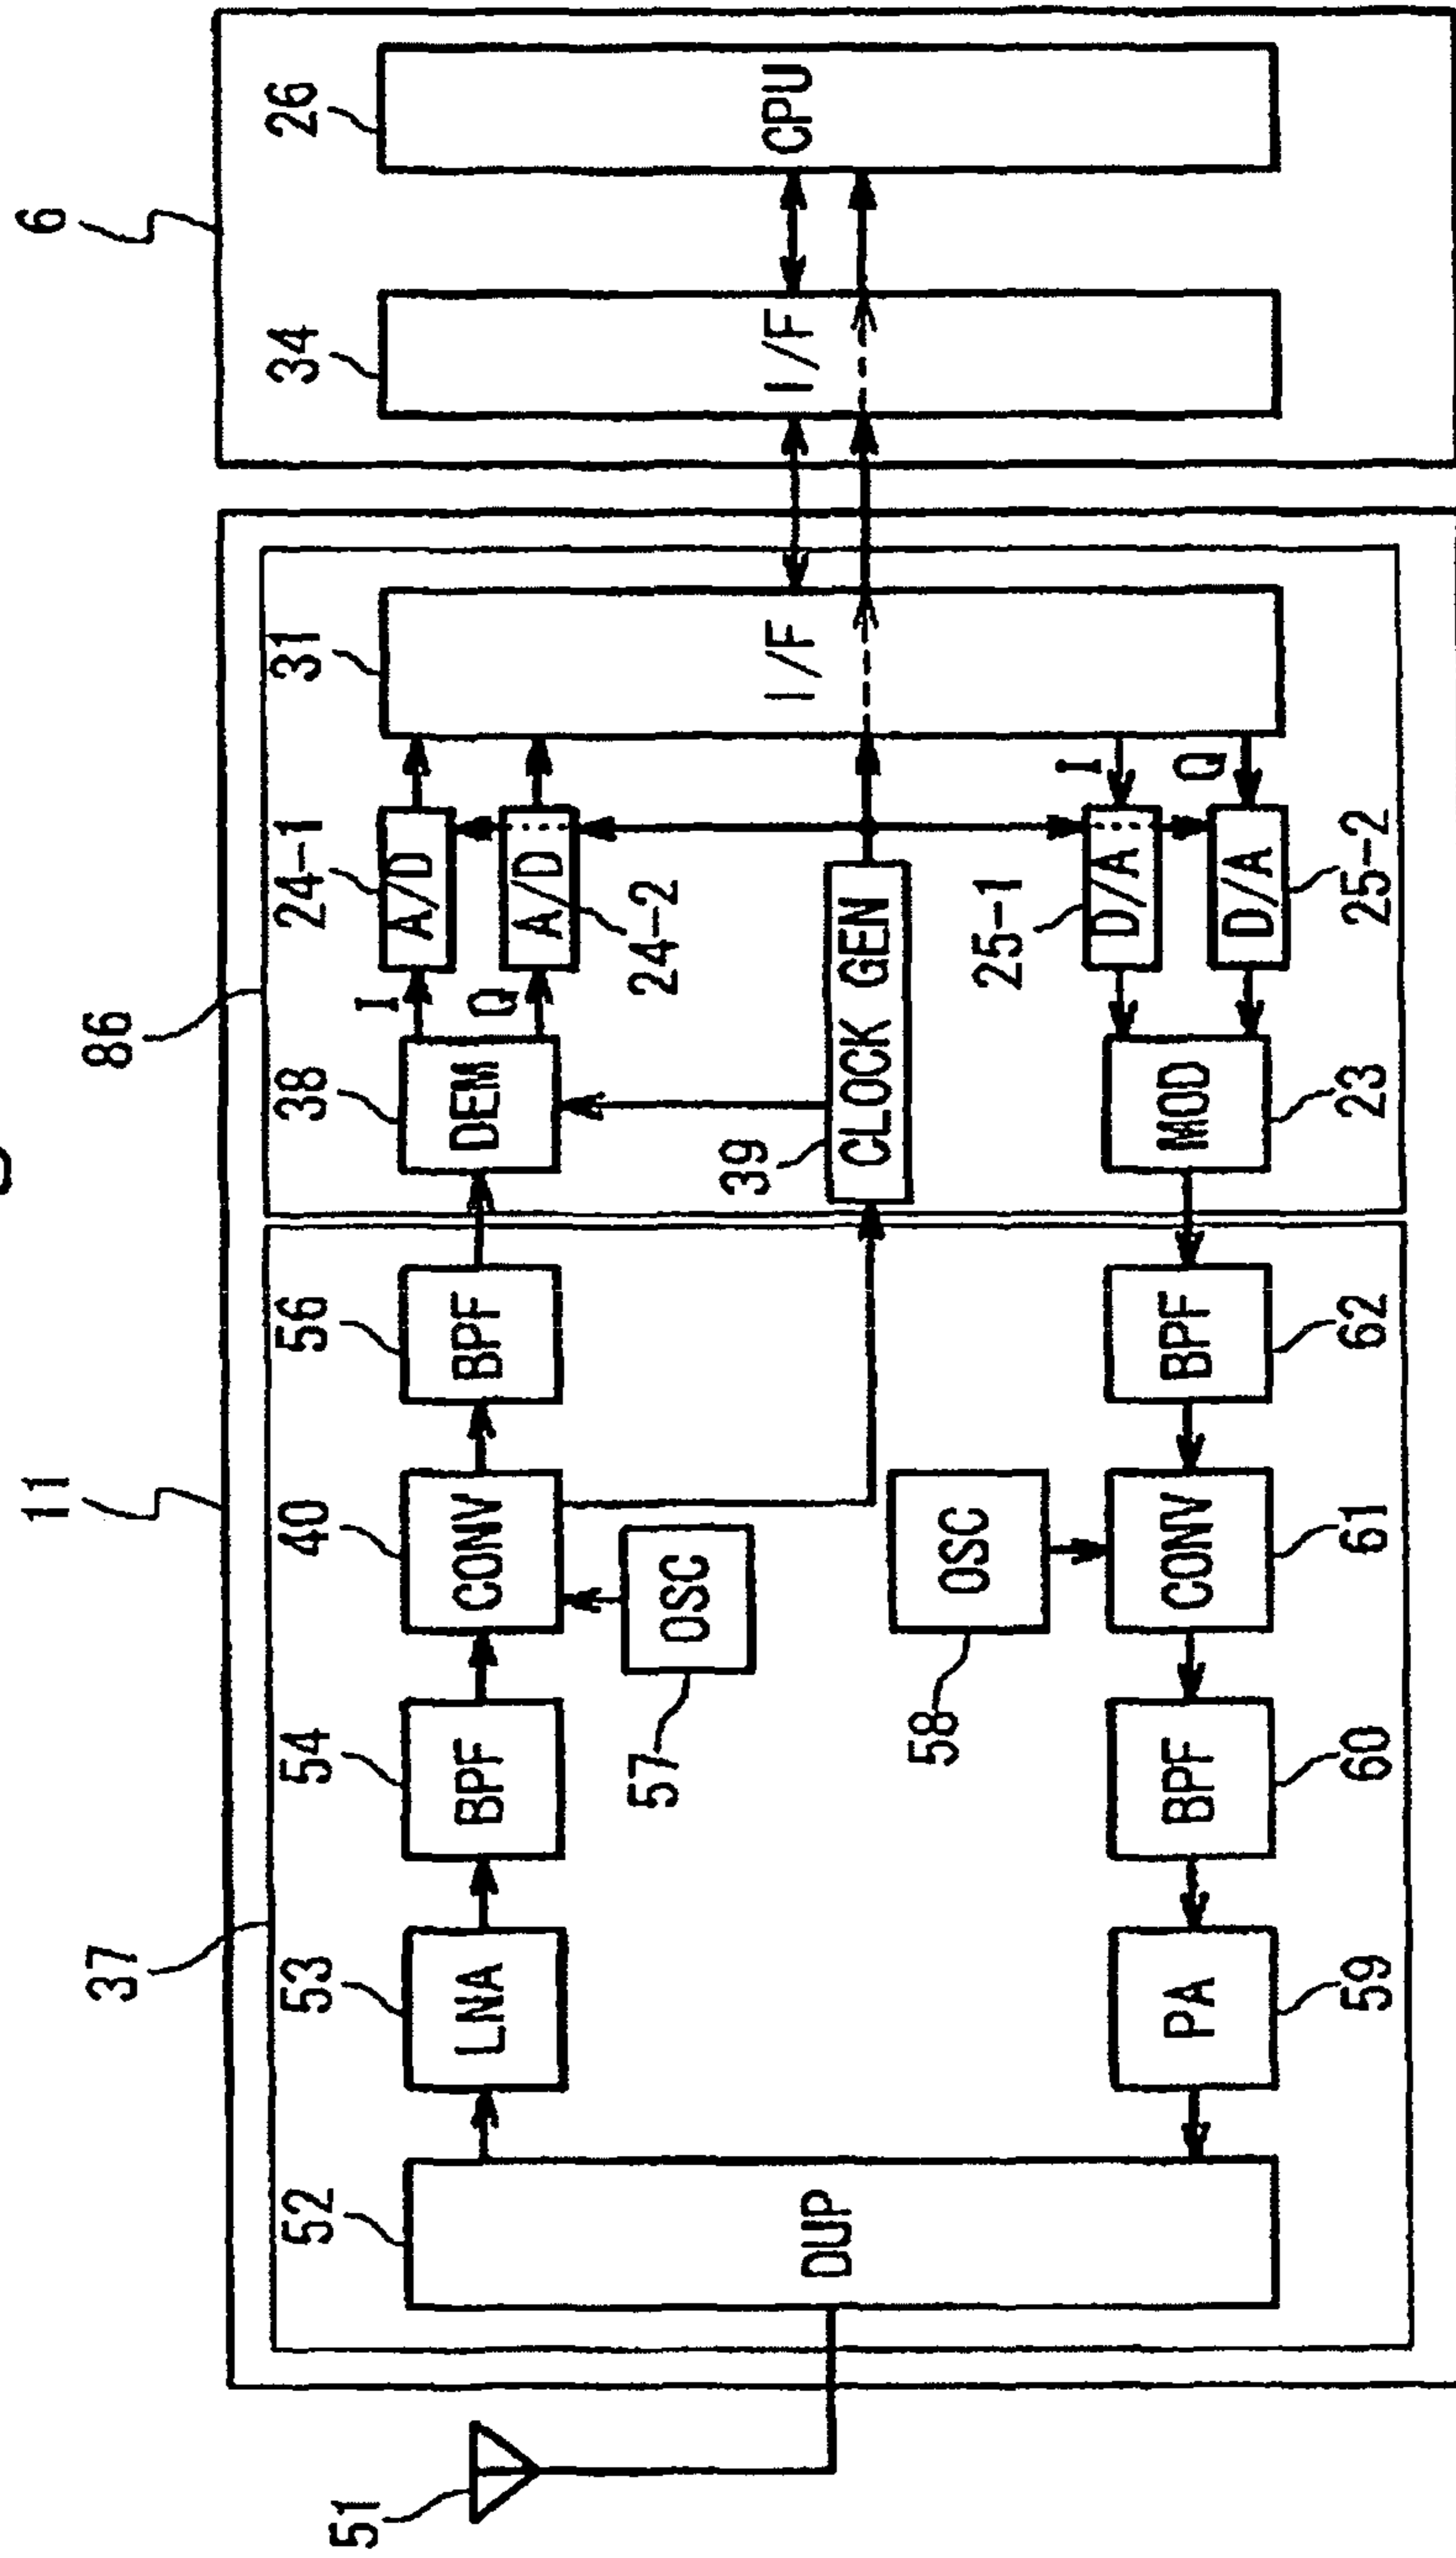 11
6
37
86
51
52
53
54
40
56
38
24-1
31
34
26
DUP
LNA
BPF
CONV
BPF
DEM
I
Q
A/D
A/D
24-2
I/F
I/F
CPU
57
OSC
39
CLOCK GEN
58
OSC
25-1
I
Q
D/A
D/A
25-2
PA
BPF
CONV
BPF
MOD
59
60
61
62
23